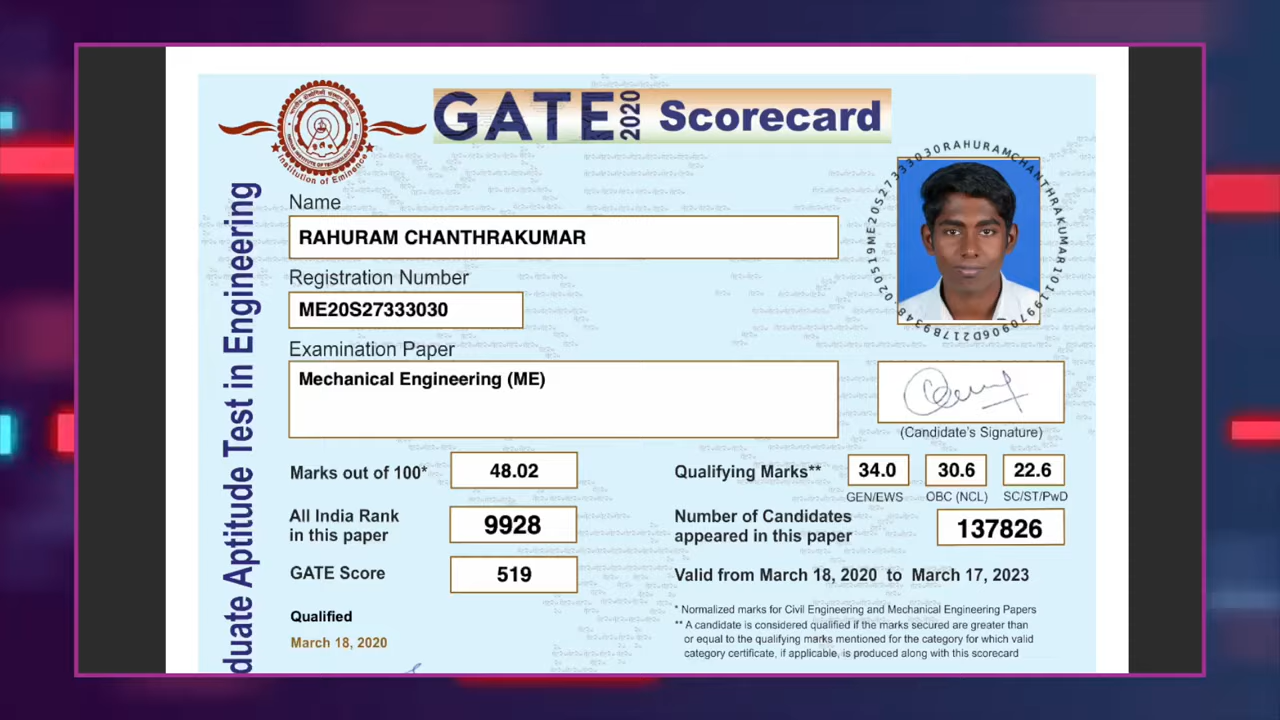 GATE 2020 Scorecard
Institution of Eminence
Graduate Aptitude Test in Engineering
Name
RAHURAM CHANTHRAKUMAR
Registration Number
ME20S27333030
Examination Paper
Mechanical Engineering (ME)
(Candidate's Signature)
Marks out of 100* 48.02
Qualifying Marks** 34.0 30.6 22.6
GEN/EWS OBC (NCL) SC/ST/PwD
All India Rank
in this paper 9928
Number of Candidates
appeared in this paper 137826
GATE Score 519
Valid from March 18, 2020 to March 17, 2023
Qualified
March 18, 2020
* Normalized marks for Civil Engineering and Mechanical Engineering Papers
** A candidate is considered qualified if the marks secured are greater than
or equal to the qualifying marks mentioned for the category for which valid
category certificate, if applicable, is produced along with this scorecard